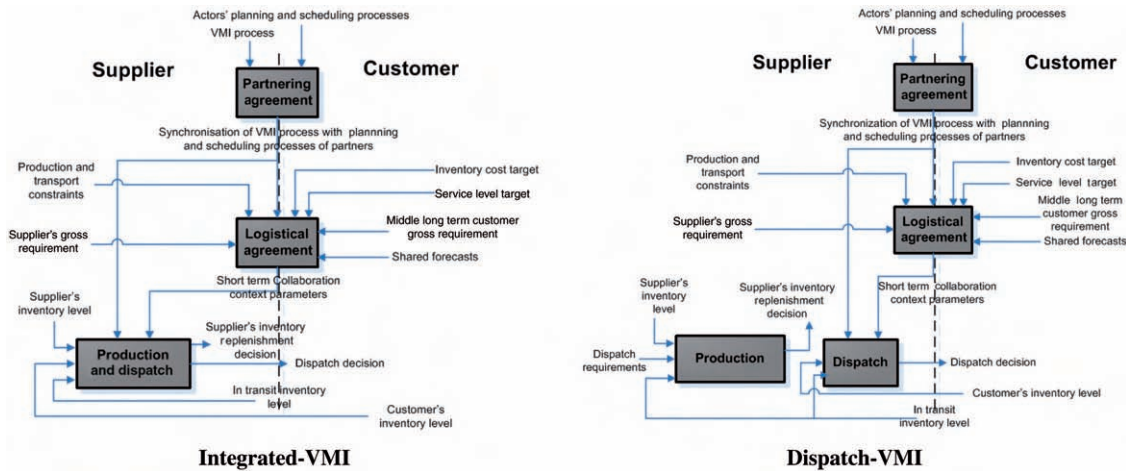 Actors' planning and scheduling processes
VMI process
Supplier
Customer
Partnering
agreement
Synchronisation of VMI process with plannning
and scheduling processes of partners
Production and
transport
constraints
Inventory cost target
Service level target
Supplier's gross
requirement
Logistical
agreement
Middle long term customer
gross requirement
Shared forecasts
Short term Collaboration
context parameters
Supplier's
inventory level
Supplier's inventory
replenishment
decision
Production
and dispatch
Dispatch decision
In transit inventory
level
Customer's
inventory level
Integrated-VMI
Actors' planning and scheduling processes
VMI process
Supplier
Customer
Partnering
agreement
Synchronization of VMI process with planning
and scheduling processes of partners
Production and
transport
constraints
Inventory cost target
Service level target
Supplier's gross
requirement
Logistical
agreement
Middle long term
customer gross
requirement
Shared forecasts
Short term collaboration
context parameters
Supplier's
inventory level
Supplier's inventory
replenishment
decision
Dispatch
requirements
Production
Dispatch
Dispatch decision
Customer's inventory level
In transit
inventory level
Dispatch-VMI